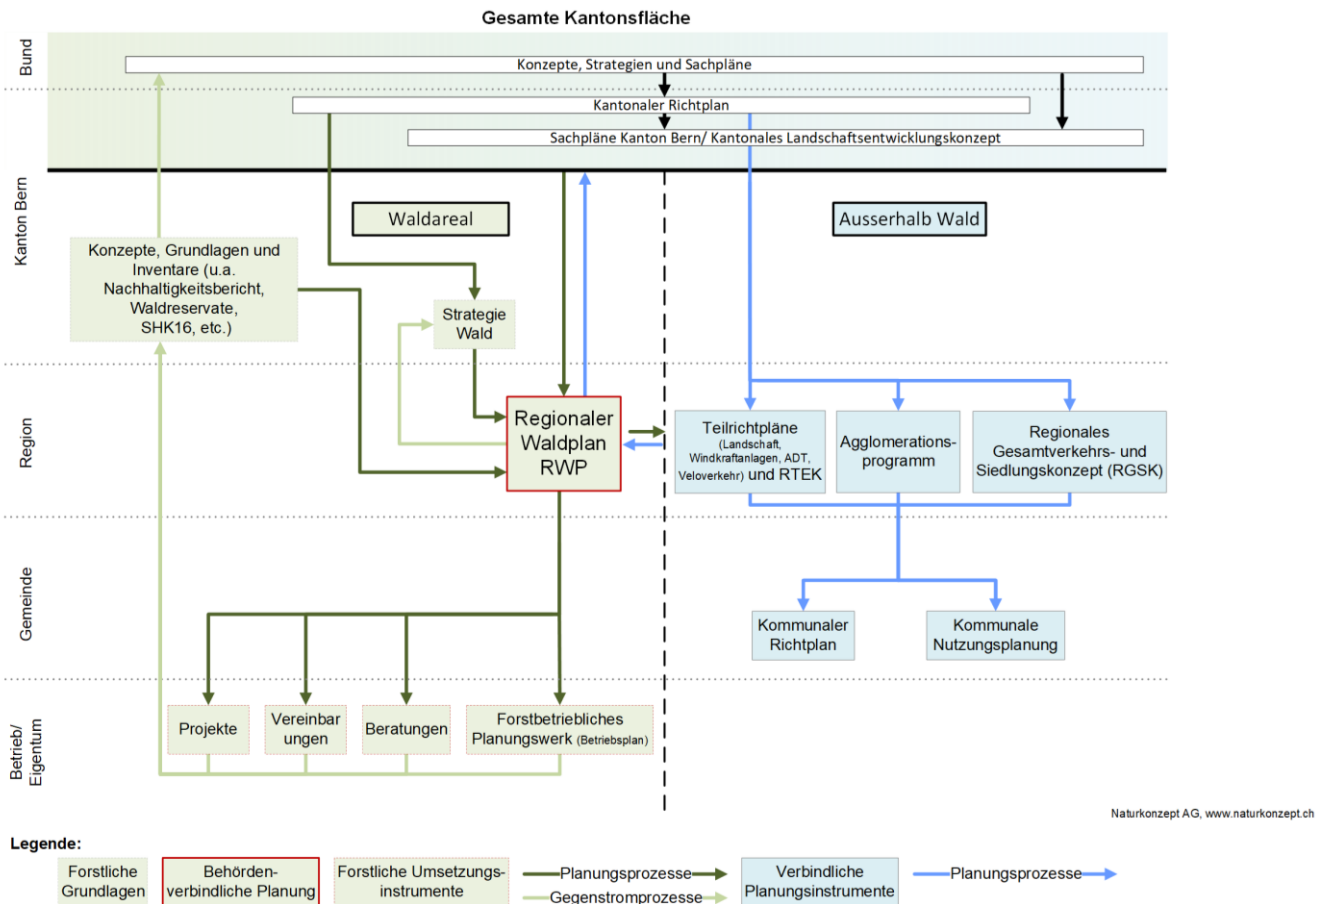 Gesamte Kantonsfläche
Bund
Konzepte, Strategien und Sachpläne
Kantonaler Richtplan
Sachpläne Kanton Bern/ Kantonales Landschaftsentwicklungskonzept
Kanton Bern
Waldareal
Ausserhalb Wald
Konzepte, Grundlagen und
Inventare (u.a.
Nachhaltigkeitsbericht,
Waldreservate,
SHK16, etc.)
Strategie
Wald
Region
Regionaler
Waldplan
RWP
Teilrichtpläne
(Landschaft,
Windkraftanlagen, ADT,
Veloverkehr) und RTEK
Agglomerations-
programm
Regionales
Gesamtverkehrs- und
Siedlungskonzept (RGSK)
Gemeinde
Kommunaler
Richtplan
Kommunale
Nutzungsplanung
Betrieb/
Eigentum
Projekte
Vereinbar
ungen
Beratungen
Forstbetriebliches
Planungswerk (Betriebsplan)
Naturkonzept AG, www.naturkonzept.ch
Legende:
Forstliche
Grundlagen
Behörden-
verbindliche Planung
Forstliche Umsetzungs-
instrumente
Planungsprozesse
Gegenstromprozesse
Verbindliche
Planungsinstrumente
Planungsprozesse